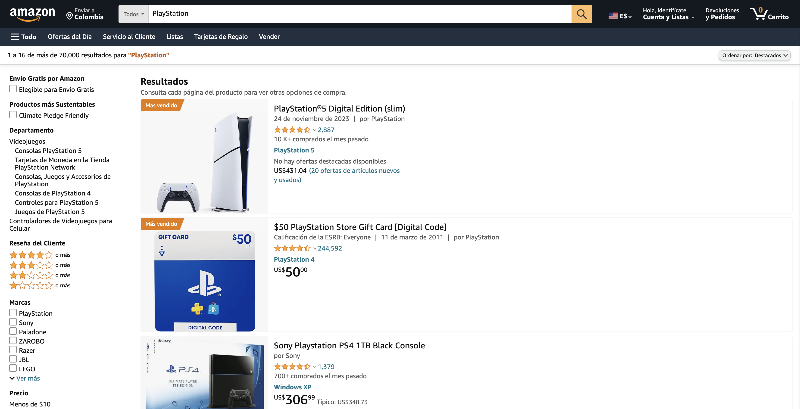 amazon
Enviar a
Colombia
Todos
PlayStation
ES
Hola, Identifícate
Cuenta y Listas
Devoluciones
y Pedidos
0
Carrito
Todo
Ofertas del Día
Servicio al Cliente
Listas
Tarjetas de Regalo
Vender
1 a 16 de más de 70,000 resultados para "PlayStation"
Ordenar por: Destacados
Envío Gratis por Amazon
Elegible para Envío Gratis
Productos más Sustentables
Climate Pledge Friendly
Departamento
Videojuegos
Consolas PlayStation 5
Tarjetas de Moneda en la Tienda
PlayStation Network
Consolas, Juegos y Accesorios de
PlayStation
Consolas de PlayStation 4
Controles para PlayStation 5
Juegos de PlayStation 5
Controladores de Videojuegos para
Celular
Reseña del Cliente
o más
o más
o más
o más
Marcas
PlayStation
Sony
Paladone
ZAROBO
Razer
JBL
LEGO
Ver más
Precio
Menos de $10
Resultados
Consulta cada página del producto para ver otras opciones de compra.
Más vendido
PlayStation®5 Digital Edition (slim)
24 de noviembre de 2023 | por PlayStation
2,887
10 K+ comprados el mes pasado
PlayStation 5
No hay ofertas destacadas disponibles
US$431.04 (20 ofertas de artículos nuevos
y usados)
Más vendido
GIFT CARD
$50
DIGITAL CODE
$50 PlayStation Store Gift Card [Digital Code]
Calificación de la ESRB: Everyone | 11 de marzo de 2011 | por PlayStation
244,592
PlayStation 4
US$50.00
SONY
PS4
Sony Playstation PS4 1TB Black Console
por Sony
1,379
200+ comprados el mes pasado
Windows XP
US$306.99 Típico: US$348.73